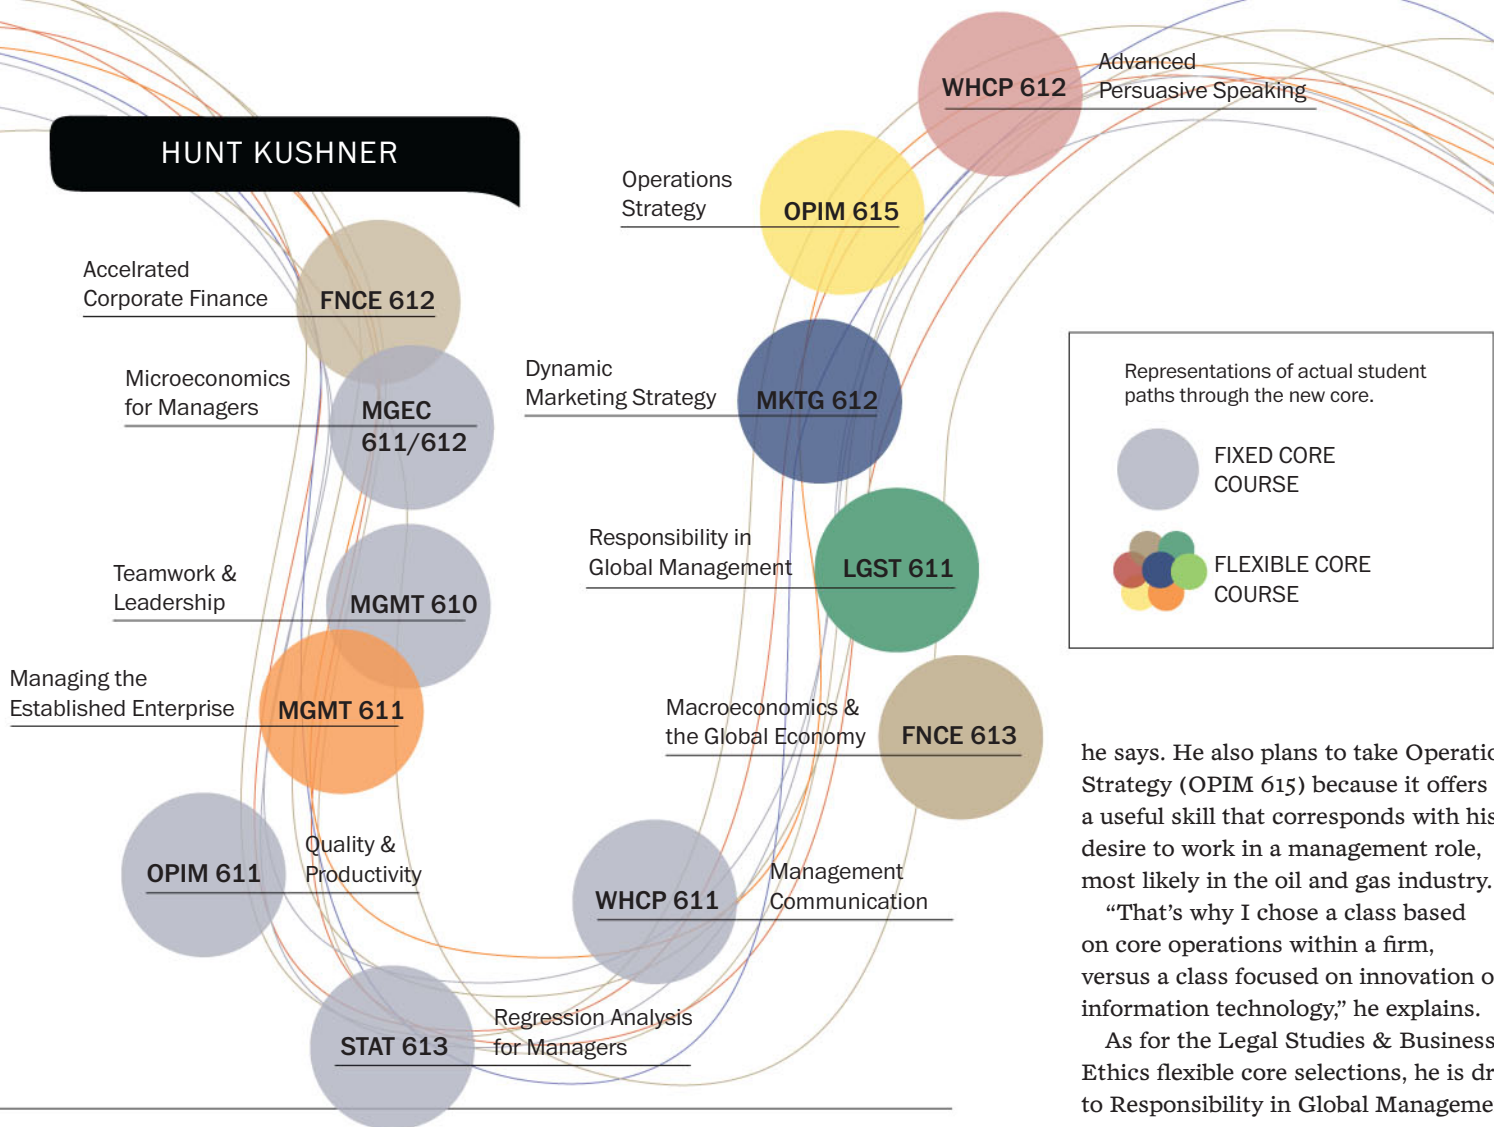 HUNT KUSHNER
Accelrated
Corporate Finance
FNCE 612
Microeconomics
for Managers
MGEC
611/612
Teamwork &
Leadership
MGMT 610
Managing the
Established Enterprise
MGMT 611
OPIM 611
Quality &
Productivity
STAT 613
Regression Analysis
for Managers
WHCP 611
Management
Communication
Macroeconomics &
the Global Economy
FNCE 613
Responsibility in
Global Management
LGST 611
Dynamic
Marketing Strategy
MKTG 612
Operations
Strategy
OPIM 615
WHCP 612
Advanced
Persuasive Speaking
Representations of actual student
paths through the new core.
FIXED CORE
COURSE
FLEXIBLE CORE
COURSE
he says. He also plans to take
Strategy (OPIM 615) because it offers
a useful skill that corresponds with his
desire to work in a management role,
most likely in the oil and gas industry.
“That’s why I chose a class based
on core operations within a firm,
versus a class focused on innovation
information technology,” he explains.
As for the Legal Studies & Business
Ethics flexible core selections, he is
to Responsibility in Global